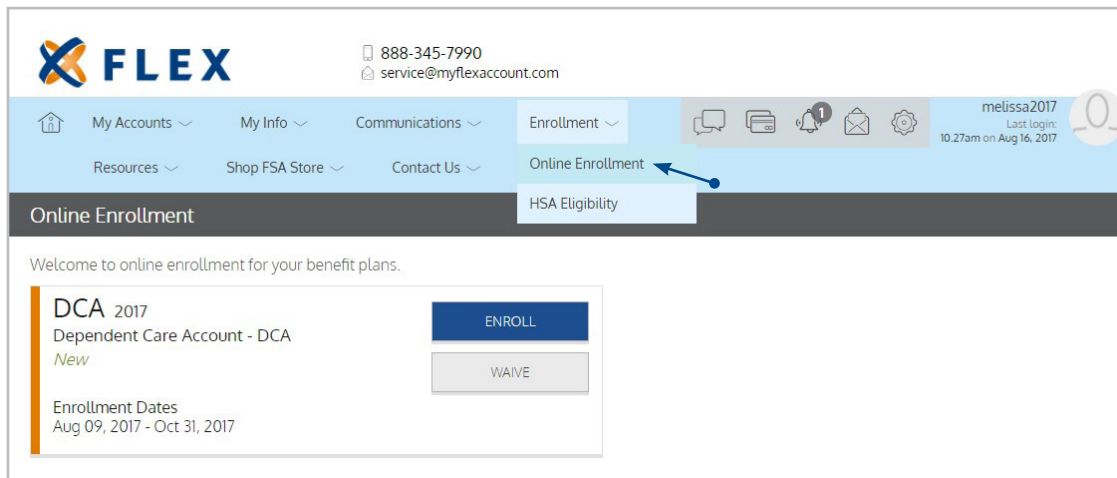 FLEX
888-345-7990
service@myflexaccount.com
My Accounts
My Info
Communications
Enrollment
1
melissa2017
Last login:
10.27am on Aug 16, 2017
Resources
Shop FSA Store
Contact Us
Online Enrollment
HSA Eligibility
Online Enrollment
Welcome to online enrollment for your benefit plans.
DCA 2017
Dependent Care Account - DCA
New
Enrollment Dates
Aug 09, 2017 - Oct 31, 2017
ENROLL
WAIVE